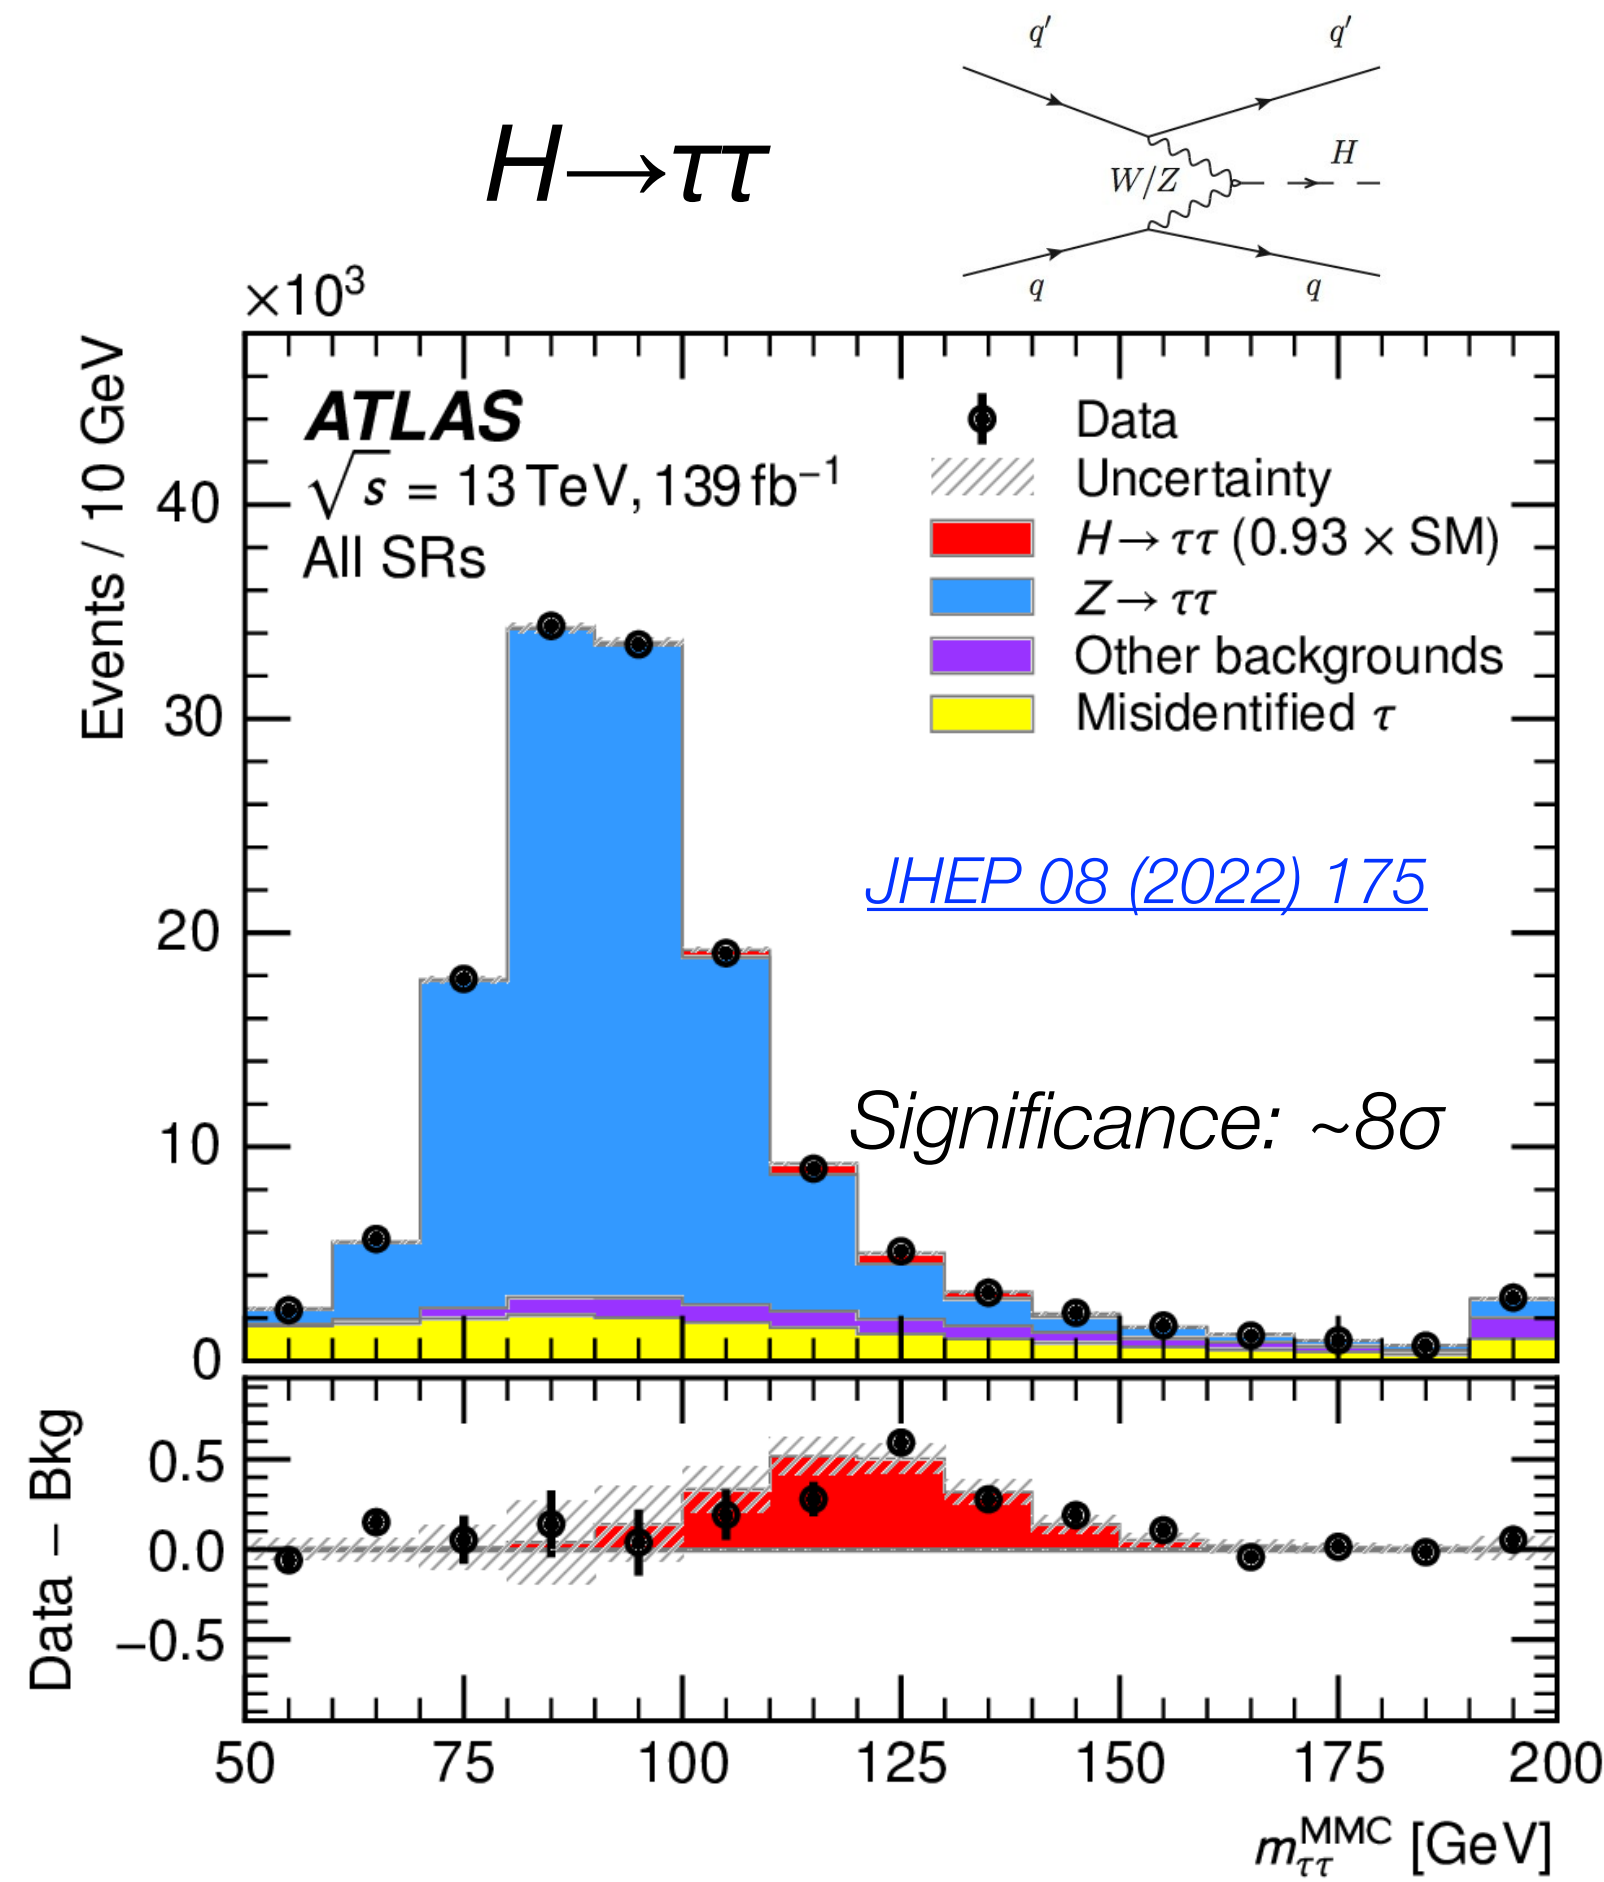 q′ q′
H→ττ
W/Z H
q q
×10³
Events / 10 GeV
ATLAS
√s = 13 TeV, 139 fb⁻¹
All SRs
Data
Uncertainty
H→ ττ (0.93 × SM)
Z→ ττ
Other backgrounds
Misidentified τ
JHEP 08 (2022) 175
Significance: ~8σ
40
30
20
10
0
Data − Bkg
0.5
0.0
−0.5
50 75 100 125 150 175 200
m_ττ^MMC [GeV]